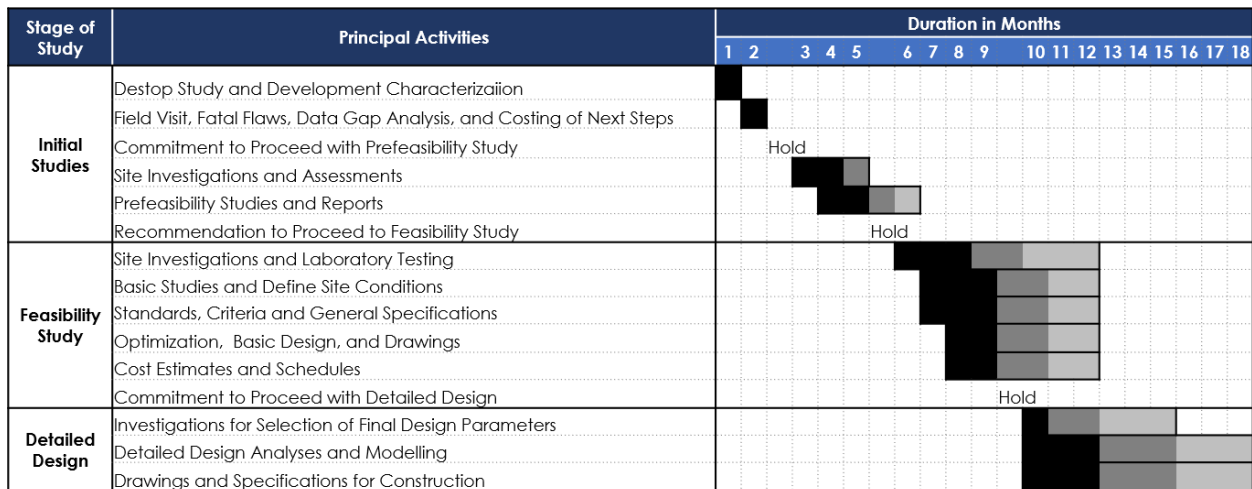 Stage of
Study
Principal Activities
Duration in Months
1 2 3 4 5 6 7 8 9 10 11 12 13 14 15 16 17 18
Initial
Studies
Destop Study and Development Characterizaiion
Field Visit, Fatal Flaws, Data Gap Analysis, and Costing of Next Steps
Commitment to Proceed with Prefeasibility Study
Hold
Site Investigations and Assessments
Prefeasibility Studies and Reports
Recommendation to Proceed to Feasibility Study
Hold
Feasibility
Study
Site Investigations and Laboratory Testing
Basic Studies and Define Site Conditions
Standards, Criteria and General Specifications
Optimization, Basic Design, and Drawings
Cost Estimates and Schedules
Commitment to Proceed with Detailed Design
Hold
Detailed
Design
Investigations for Selection of Final Design Parameters
Detailed Design Analyses and Modelling
Drawings and Specifications for Construction